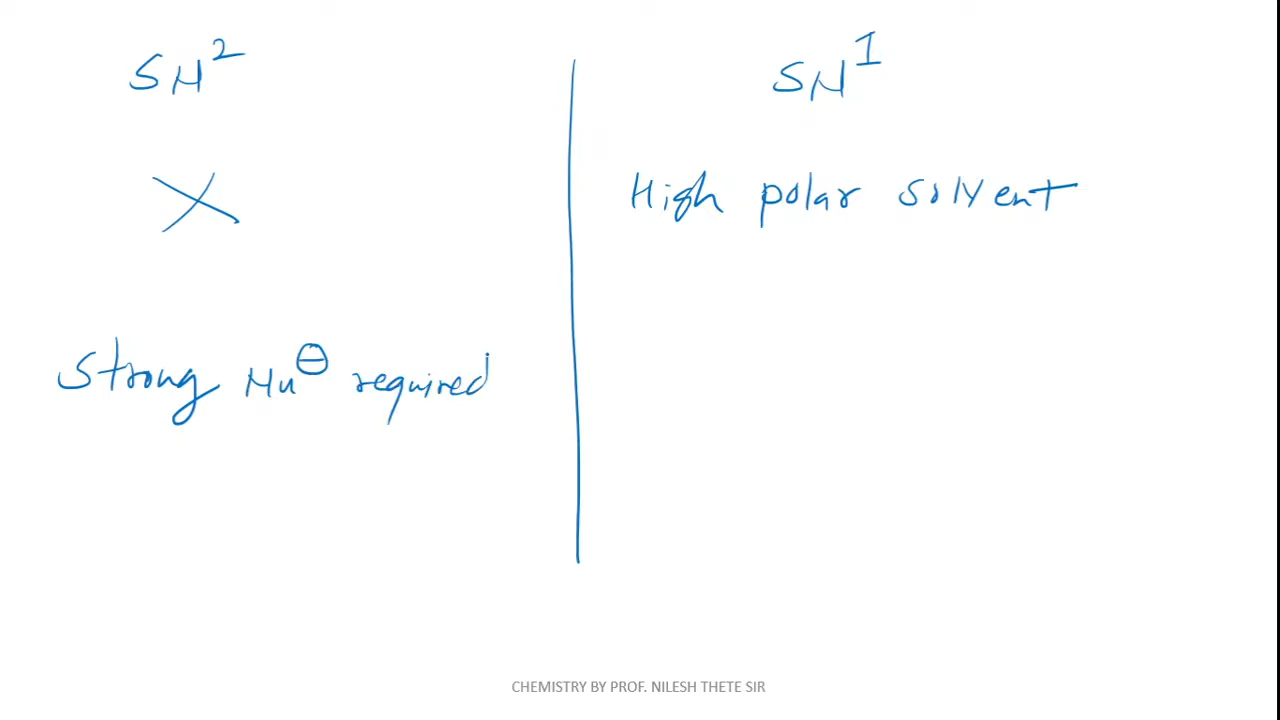 SN²
SN¹
X
High polar solvent
Strong Nu⊖ required
CHEMISTRY BY PROF. NILESH THETE SIR